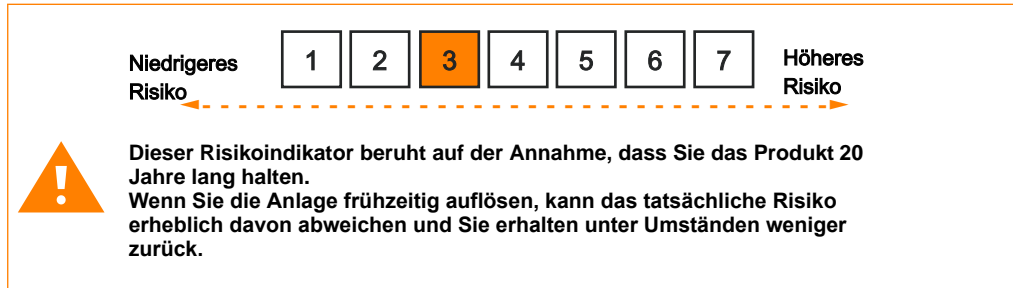 Niedrigeres
Risiko
1 2 3 4 5 6 7
Höheres
Risiko
!
Dieser Risikoindikator beruht auf der Annahme, dass Sie das Produkt 20
Jahre lang halten.
Wenn Sie die Anlage frühzeitig auflösen, kann das tatsächliche Risiko
erheblich davon abweichen und Sie erhalten unter Umständen weniger
zurück.